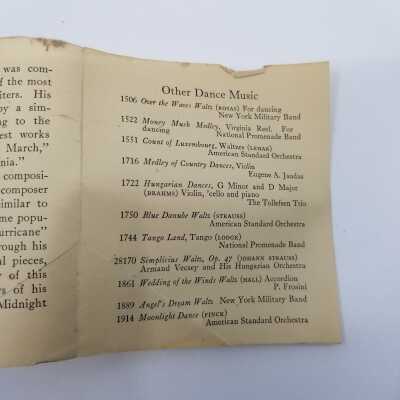 was com-
f the most
iters. His
by a sim-
ng to the
est works
March,"
nia."
composi-
composer
similar to
me popu-
urricane"
rough his
al pieces,
y of this
rs of his
Midnight
Other Dance Music
1506 Over the Waves Waltz (ROSAS) For dancing
New York Military Band
1522 Money Musk Medley, Virginia Reel. For
dancing National Promenade Band
1551 Count of Luxembourg, Waltzes (LEHAR)
American Standard Orchestra
1716 Medley of Country Dances, Violin
Eugene A. Jaudas
1722 Hungarian Dances, G Minor and D Major
(BRAHMS) Violin, 'cello and piano
The Tollefsen Trio
1750 Blue Danube Waltz (STRAUSS)
American Standard Orchestra
1744 Tango Land, Tango (LODGE)
National Promenade Band
28170 Simplicius Waltz, Op. 47 (JOHANN STRAUSS)
Armand Vecsey and His Hungarian Orchestra
1861 Wedding of the Winds Waltz (HALL) Accordion
P. Frosini
1889 Angel's Dream Waltz New York Military Band
1914 Moonlight Dance (FINCK)
American Standard Orchestra